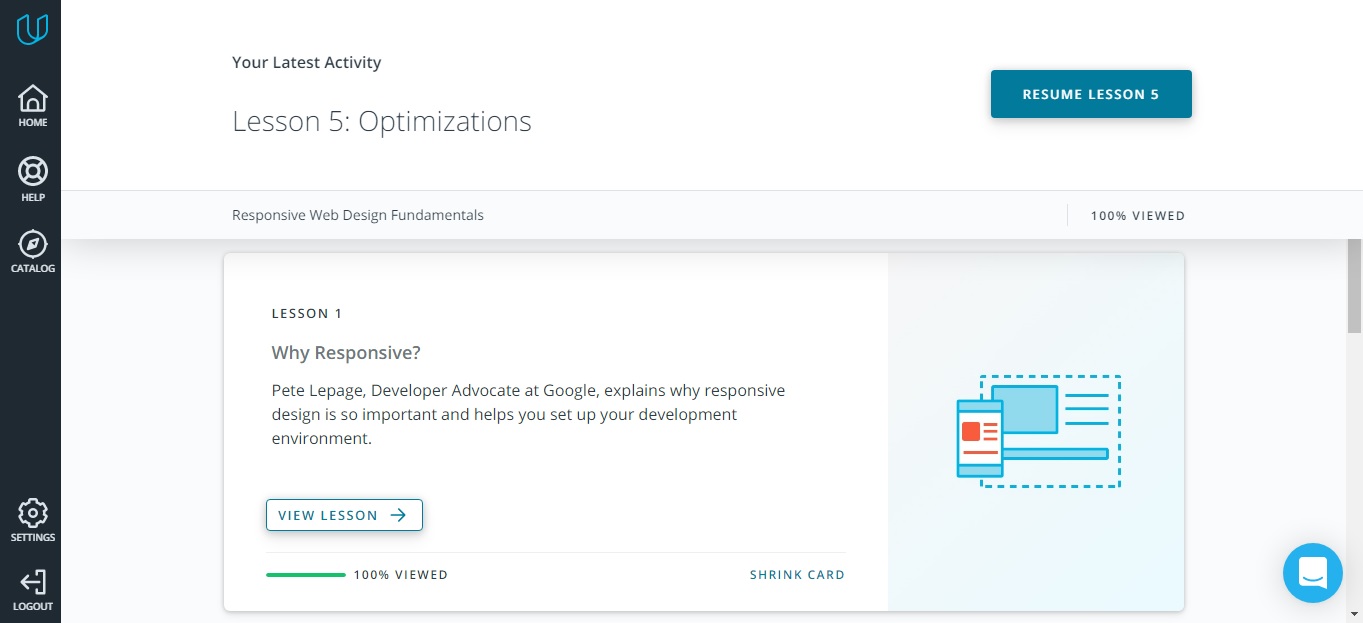 HOME
HELP
CATALOG
SETTINGS
LOGOUT
Your Latest Activity
Lesson 5: Optimizations
RESUME LESSON 5
Responsive Web Design Fundamentals
100% VIEWED
LESSON 1
Why Responsive?
Pete Lepage, Developer Advocate at Google, explains why responsive
design is so important and helps you set up your development
environment.
VIEW LESSON
100% VIEWED
SHRINK CARD